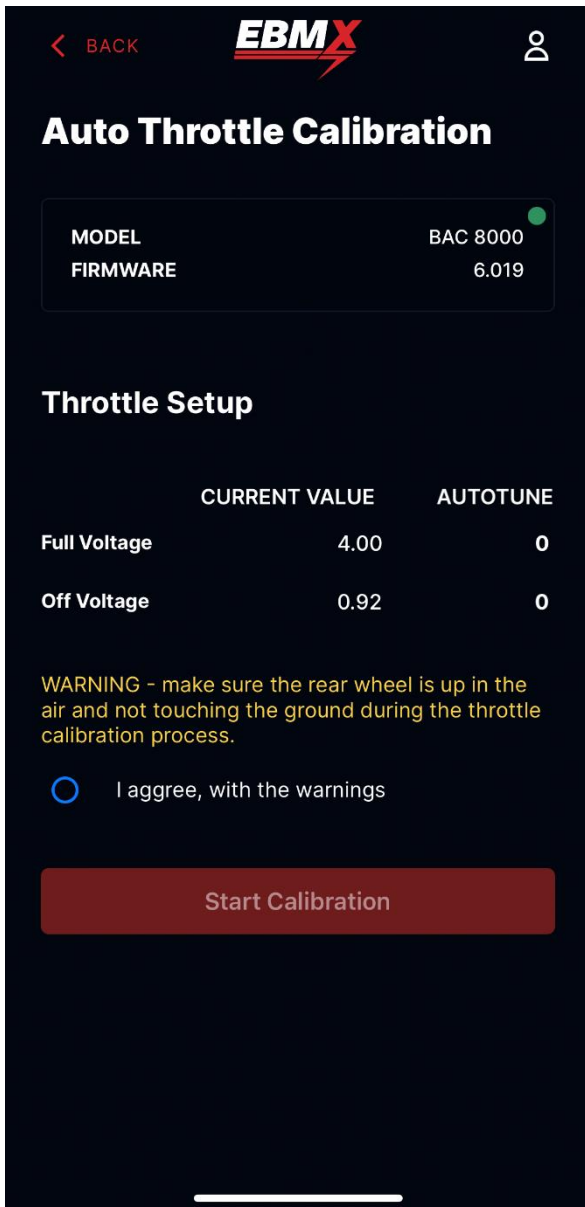 BACK
EBMX
Auto Throttle Calibration
MODEL BAC 8000
FIRMWARE 6.019
Throttle Setup
CURRENT VALUE AUTOTUNE
Full Voltage 4.00 0
Off Voltage 0.92 0
WARNING - make sure the rear wheel is up in the
air and not touching the ground during the throttle
calibration process.
I aggree, with the warnings
Start Calibration